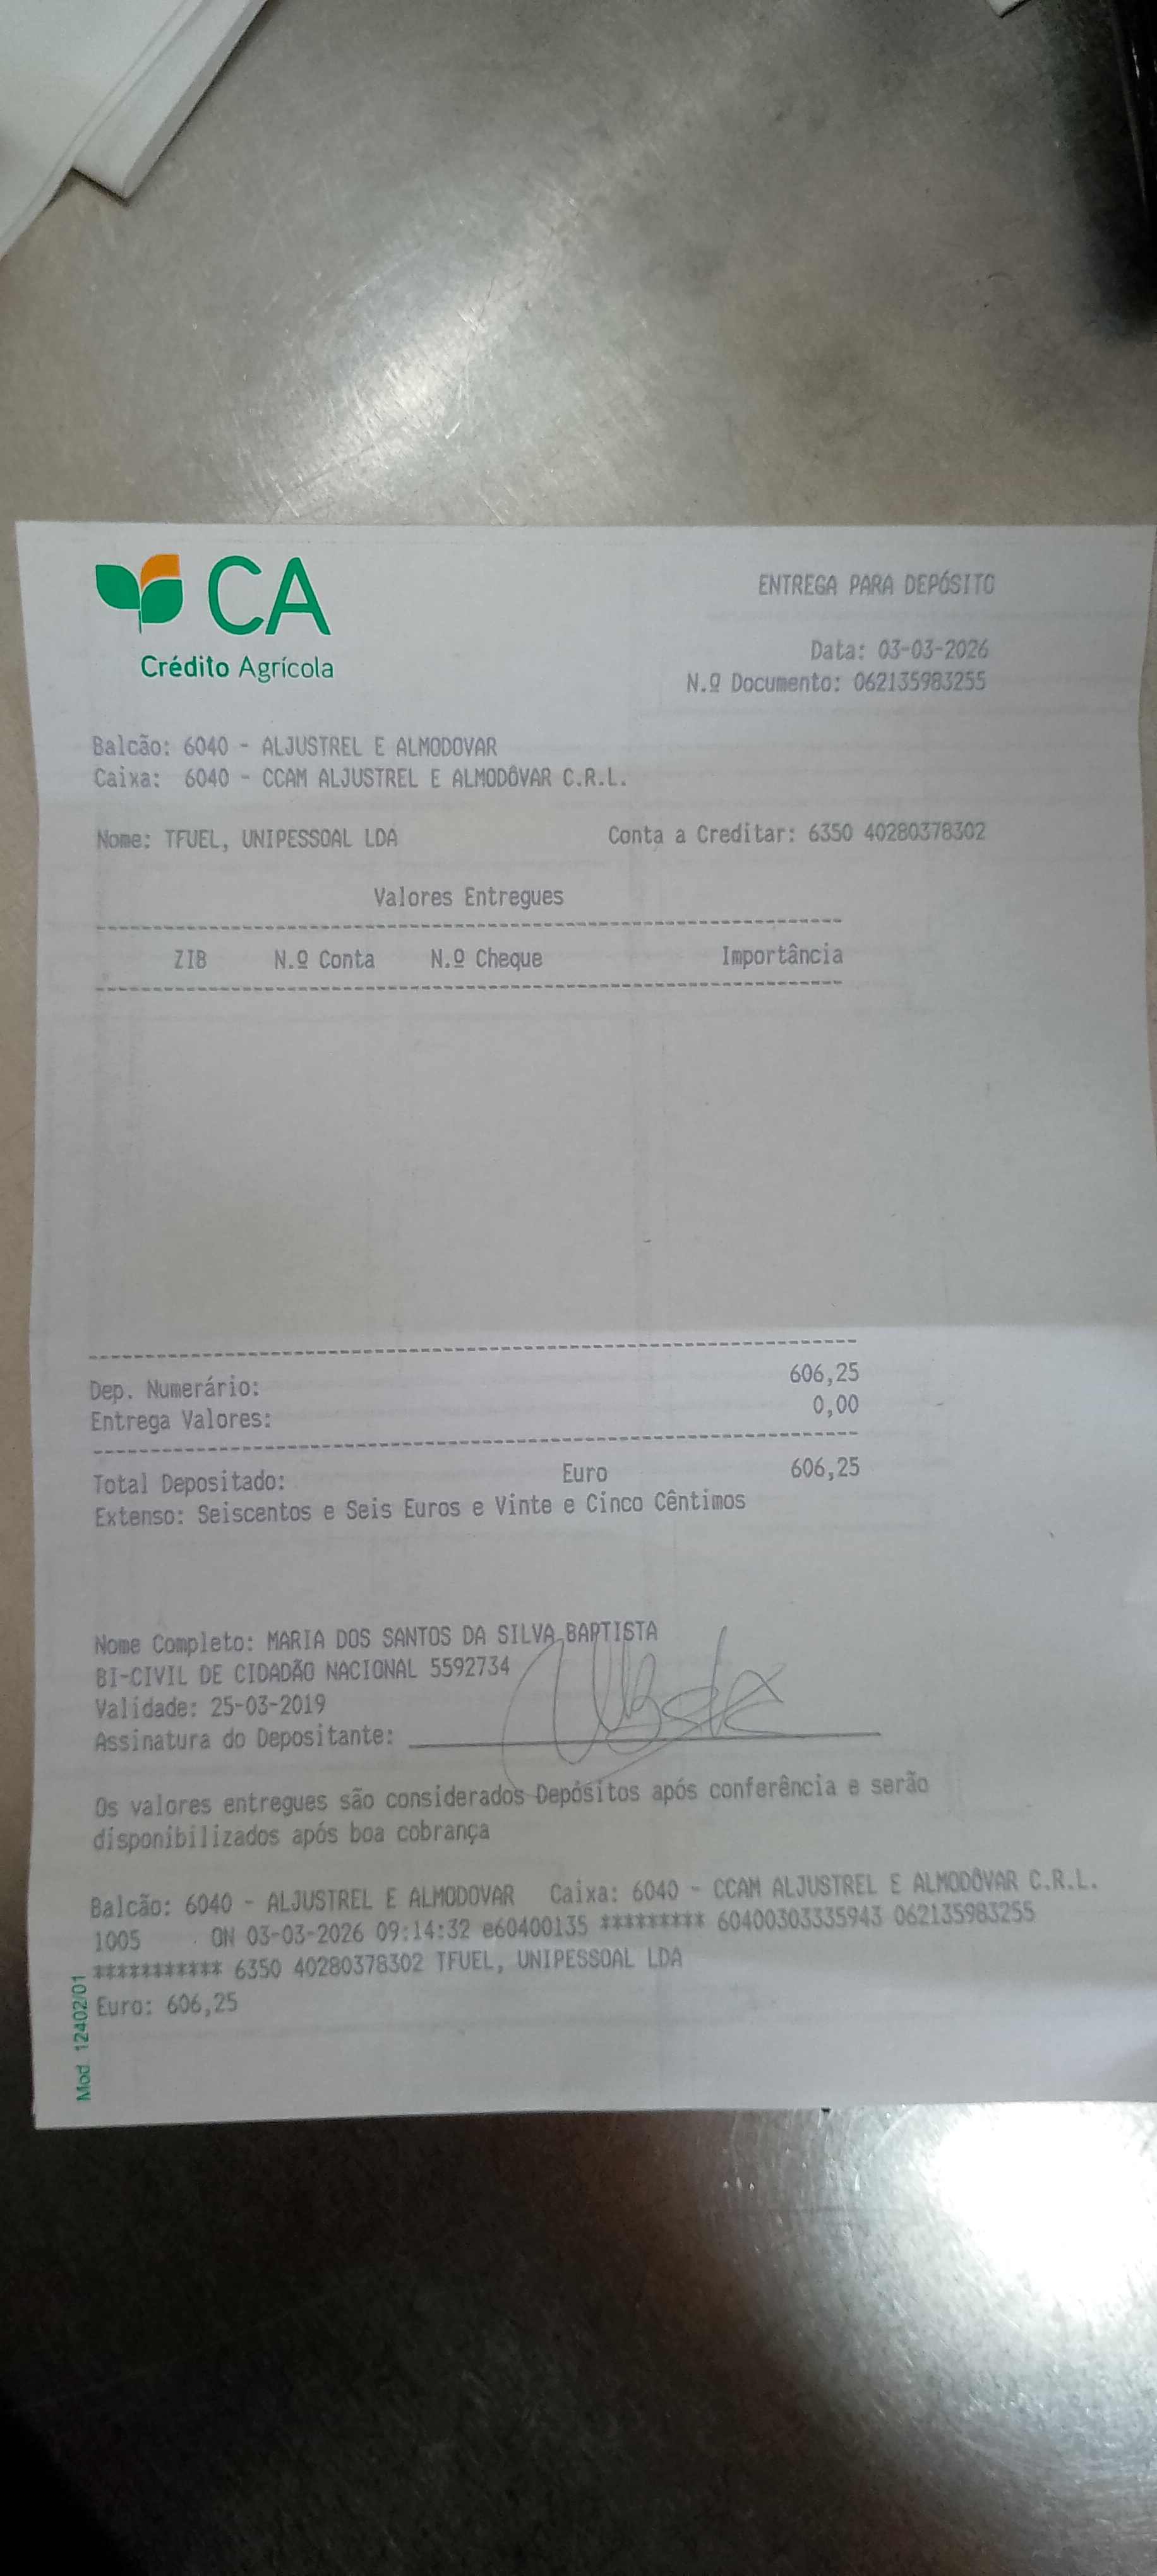 CA
Crédito Agrícola
ENTREGA PARA DEPÓSITO
Data: 03-03-2026
N.º Documento: 062135983255
Balcão: 6040 - ALJUSTREL E ALMODOVAR
Caixa: 6040 - CCAM ALJUSTREL E ALMODÔVAR C.R.L.
Nome: TFUEL, UNIPESSOAL LDA Conta a Creditar: 6350 40280378302
Valores Entregues
ZIB N.º Conta N.º Cheque Importância
Dep. Numerário: 606,25
Entrega Valores: 0,00
Total Depositado: Euro 606,25
Extenso: Seiscentos e Seis Euros e Vinte e Cinco Cêntimos
Nome Completo: MARIA DOS SANTOS DA SILVA BAPTISTA
BI-CIVIL DE CIDADÃO NACIONAL 5592734
Validade: 25-03-2019
Assinatura do Depositante:
Os valores entregues são considerados Depósitos após conferência e serão
disponibilizados após boa cobrança
Balcão: 6040 - ALJUSTREL E ALMODOVAR Caixa: 6040 - CCAM ALJUSTREL E ALMODÔVAR C.R.L.
1005 ON 03-03-2026 09:14:32 e60400135 ********* 60400303335943 062135983255
*********** 6350 40280378302 TFUEL, UNIPESSOAL LDA
Euro: 606,25
Mod. 12402/01